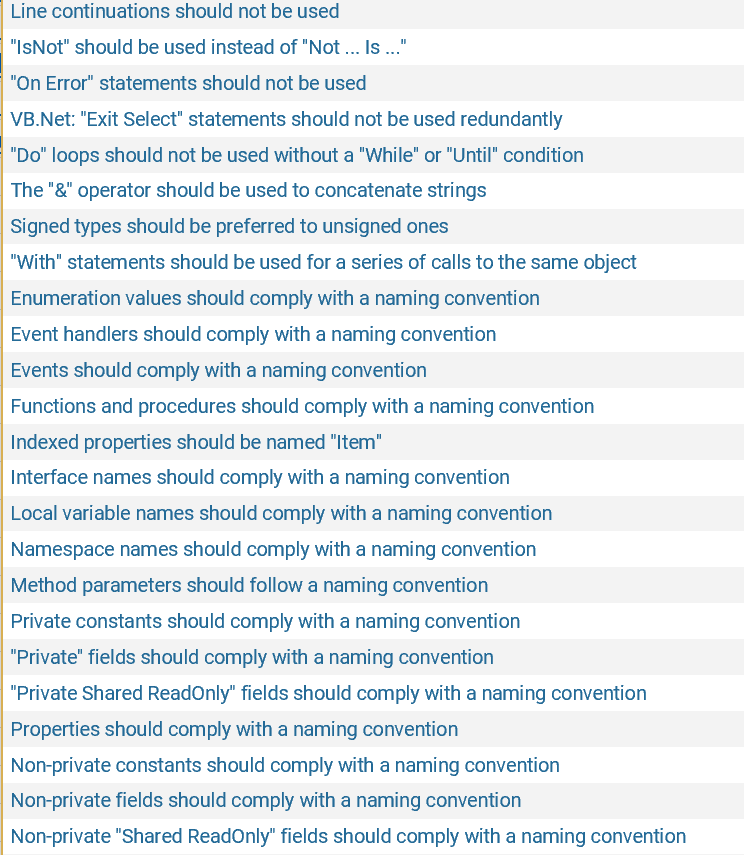 Line continuations should not be used
"IsNot" should be used instead of "Not ... Is ..."
"On Error" statements should not be used
VB.Net: "Exit Select" statements should not be used redundantly
"Do" loops should not be used without a "While" or "Until" condition
The "&" operator should be used to concatenate strings
Signed types should be preferred to unsigned ones
"With" statements should be used for a series of calls to the same object
Enumeration values should comply with a naming convention
Event handlers should comply with a naming convention
Events should comply with a naming convention
Functions and procedures should comply with a naming convention
Indexed properties should be named "Item"
Interface names should comply with a naming convention
Local variable names should comply with a naming convention
Namespace names should comply with a naming convention
Method parameters should follow a naming convention
Private constants should comply with a naming convention
"Private" fields should comply with a naming convention
"Private Shared ReadOnly" fields should comply with a naming convention
Properties should comply with a naming convention
Non-private constants should comply with a naming convention
Non-private fields should comply with a naming convention
Non-private "Shared ReadOnly" fields should comply with a naming convention